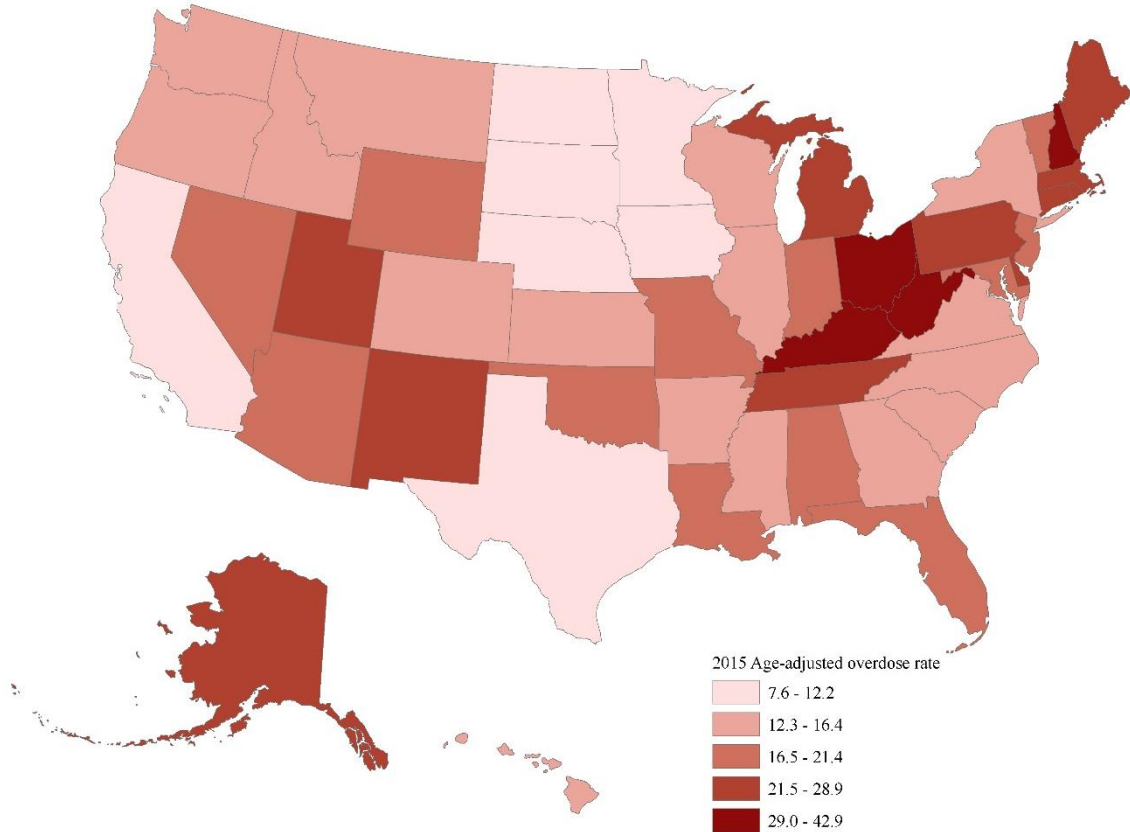 2015 Age-adjusted overdose rate
7.6 - 12.2
12.3 - 16.4
16.5 - 21.4
21.5 - 28.9
29.0 - 42.9